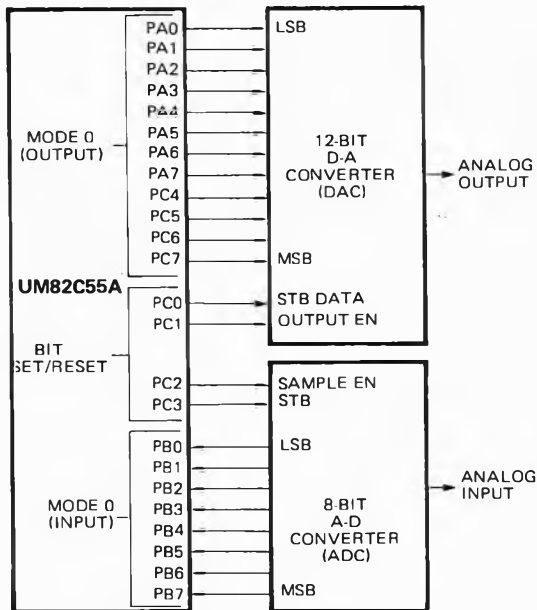 PA0
PA1
PA2
PA3
PA4
PA5
PA6
PA7
PC4
PC5
PC6
PC7
MODE 0
(OUTPUT)
LSB
12-BIT
D-A
CONVERTER
(DAC)
MSB
ANALOG
OUTPUT
UM82C55A
PC0
PC1
STB DATA
OUTPUT EN
BIT
SET/RESET
PC2
PC3
SAMPLE EN
STB
PB0
PB1
PB2
PB3
PB4
PB5
PB6
PB7
MODE 0
(INPUT)
LSB
8-BIT
A-D
CONVERTER
(ADC)
MSB
ANALOG
INPUT